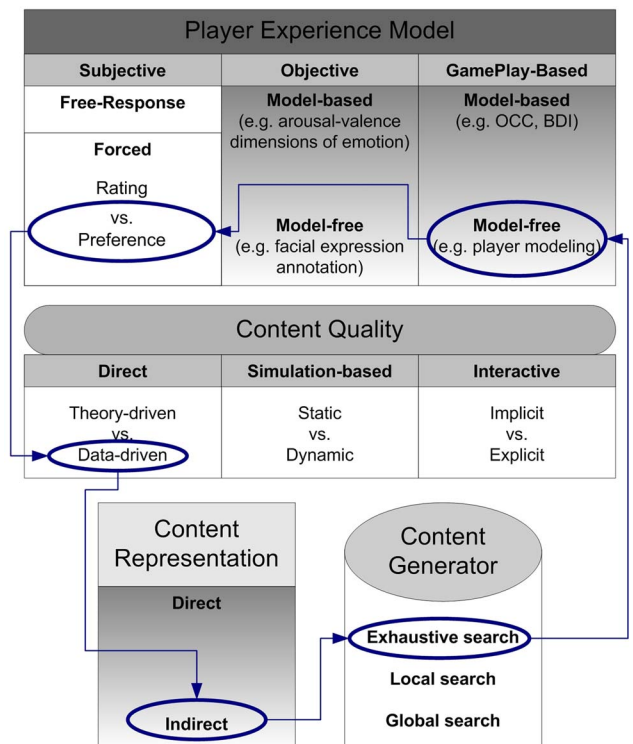 Player Experience Model
Subjective
Objective
GamePlay-Based
Free-Response
Forced
Rating
vs.
Preference
Model-based
(e.g. arousal-valence
dimensions of emotion)
Model-free
(e.g. facial expression
annotation)
Model-based
(e.g. OCC, BDI)
Model-free
(e.g. player modeling)
Content Quality
Direct
Simulation-based
Interactive
Theory-driven
vs.
Data-driven
Static
vs.
Dynamic
Implicit
vs.
Explicit
Content
Representation
Direct
Indirect
Content
Generator
Exhaustive search
Local search
Global search